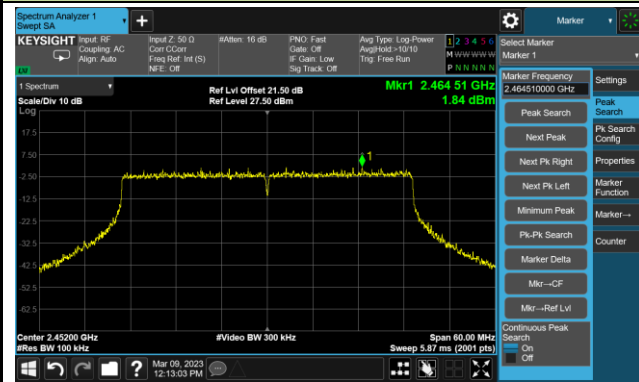 Spectrum Analyzer 1
Swept SA
Marker
KEYSIGHT
Input: RF
Coupling: AC
Align: Auto
Input Z: 50 Ω
Corr CCorr
Freq Ref: Int (S)
NFE: Off
#Atten: 16 dB
PNO: Fast
Gate: Off
IF Gain: Low
Sig Track: Off
Avg Type: Log-Power
Avg|Hold:>10/10
Trig: Free Run
1 2 3 4 5 6
M W W W W W
P N N N N N
Select Marker
Marker 1
LXI
1 Spectrum
Scale/Div 10 dB
Log
Ref Lvl Offset 21.50 dB
Ref Level 27.50 dBm
Mkr1 2.464 51 GHz
1.84 dBm
17.5
7.50
-2.50
-12.5
-22.5
-32.5
-42.5
-52.5
-62.5
1
Center 2.45200 GHz
#Res BW 100 kHz
#Video BW 300 kHz
Span 60.00 MHz
Sweep 5.87 ms (2001 pts)
Marker Frequency
2.464510000 GHz
Peak Search
Next Peak
Next Pk Right
Next Pk Left
Minimum Peak
Pk-Pk Search
Marker Delta
Mkr→CF
Mkr→Ref Lvl
Continuous Peak
Search
On
Off
Settings
Peak
Search
Pk Search
Config
Properties
Marker
Function
Marker→
Counter
Mar 09, 2023
12:13:03 PM